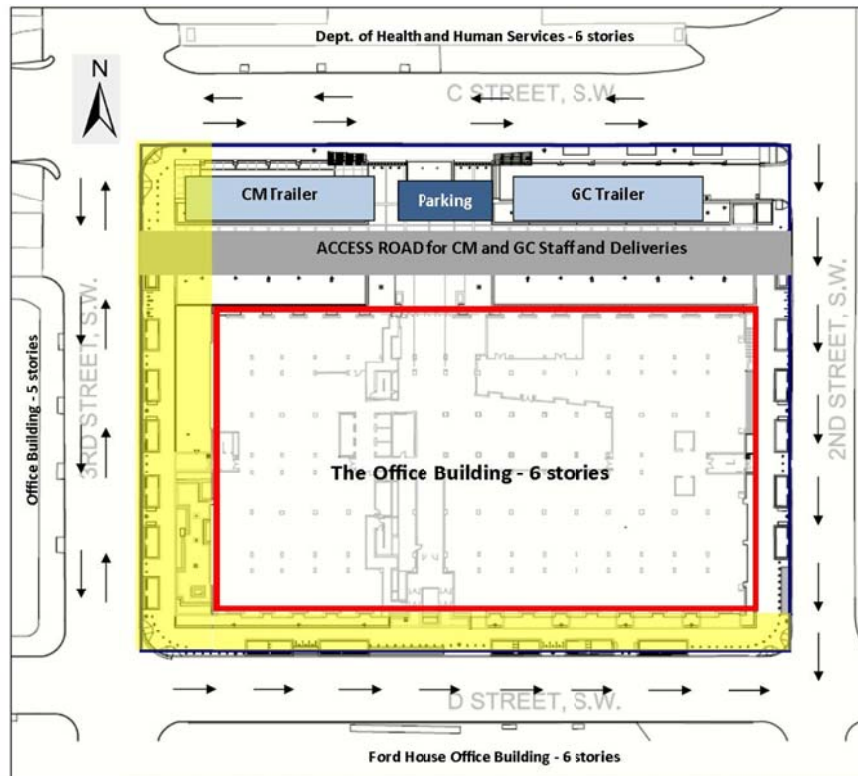 Dept. of Health and Human Services - 6 stories
N
C STREET, S.W.
CM Trailer
Parking
GC Trailer
ACCESS ROAD for CM and GC Staff and Deliveries
3RD STREET, S.W.
2ND STREET, S.W.
Office Building - 5 stories
The Office Building - 6 stories
D STREET, S.W.
Ford House Office Building - 6 stories